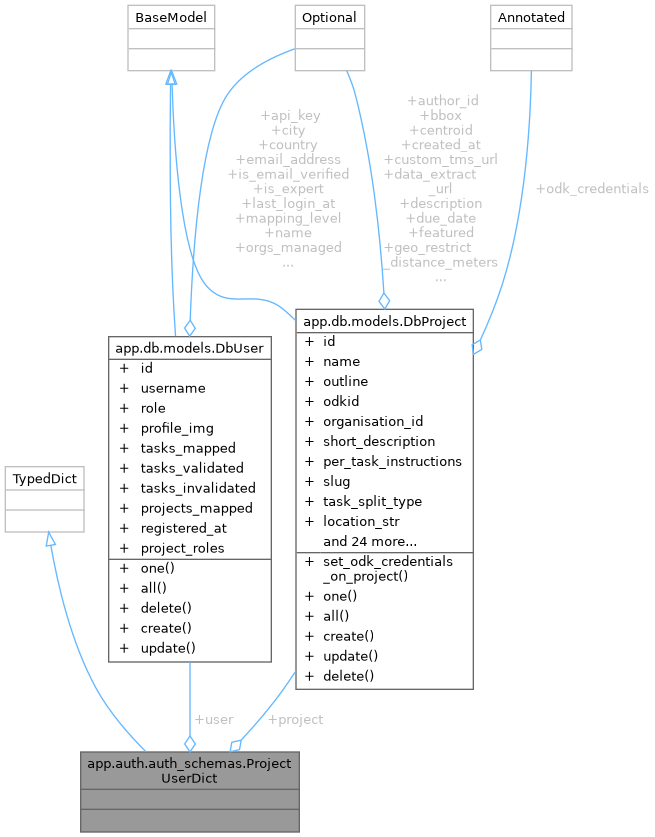 BaseModel
Optional
Annotated
+api_key
+city
+country
+email_address
+is_email_verified
+is_expert
+last_login_at
+mapping_level
+name
+orgs_managed
...
+author_id
+bbox
+centroid
+created_at
+custom_tms_url
+data_extract
_url
+description
+due_date
+featured
+geo_restrict
_distance_meters
...
+odk_credentials
app.db.models.DbUser
+ id
+ username
+ role
+ profile_img
+ tasks_mapped
+ tasks_validated
+ tasks_invalidated
+ projects_mapped
+ registered_at
+ project_roles
+ one()
+ all()
+ delete()
+ create()
+ update()
app.db.models.DbProject
+ id
+ name
+ outline
+ odkid
+ organisation_id
+ short_description
+ per_task_instructions
+ slug
+ task_split_type
+ location_str
and 24 more...
+ set_odk_credentials
_on_project()
+ one()
+ all()
+ create()
+ update()
+ delete()
TypedDict
+user
+project
app.auth.auth_schemas.Project
UserDict